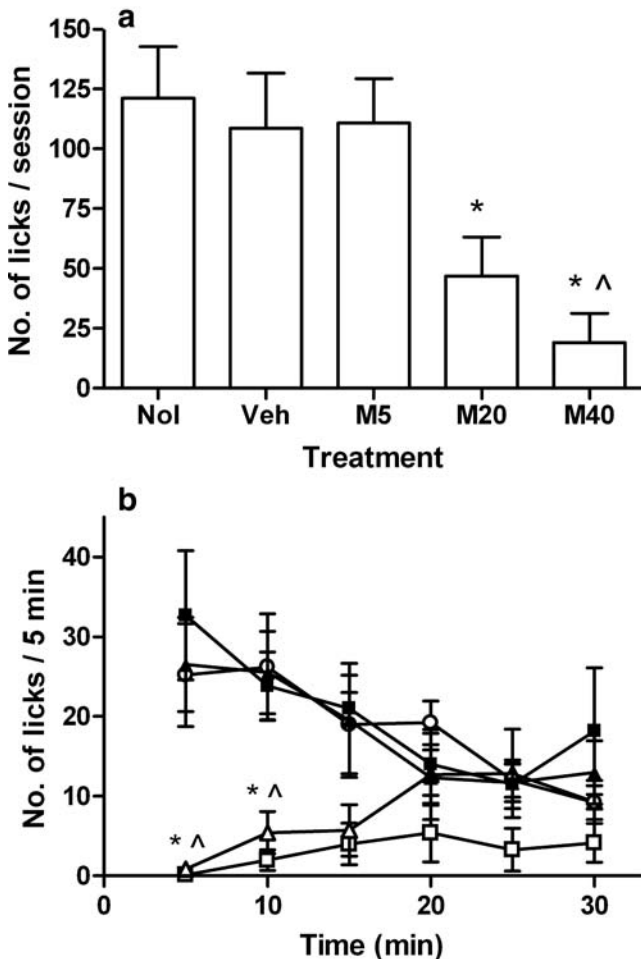 a
No. of licks / session
150
125
100
75
50
25
0
*
* ^
NoI Veh M5 M20 M40
Treatment
b
No. of licks / 5 min
40
30
20
10
0
* ^
* ^
0 10 20 30
Time (min)